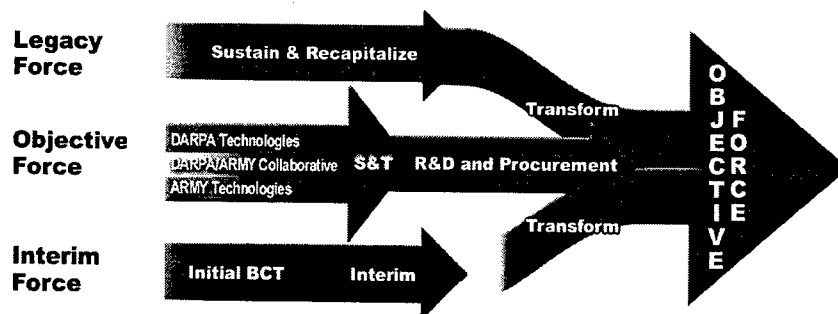 Legacy
Force
Sustain & Recapitalize
Transform
Objective
Force
DARPA Technologies
DARPA/ARMY Collaborative
ARMY Technologies
S&T
R&D and Procurement
Transform
Interim
Force
Initial BCT
Interim
OBJECTIVE
FORCE